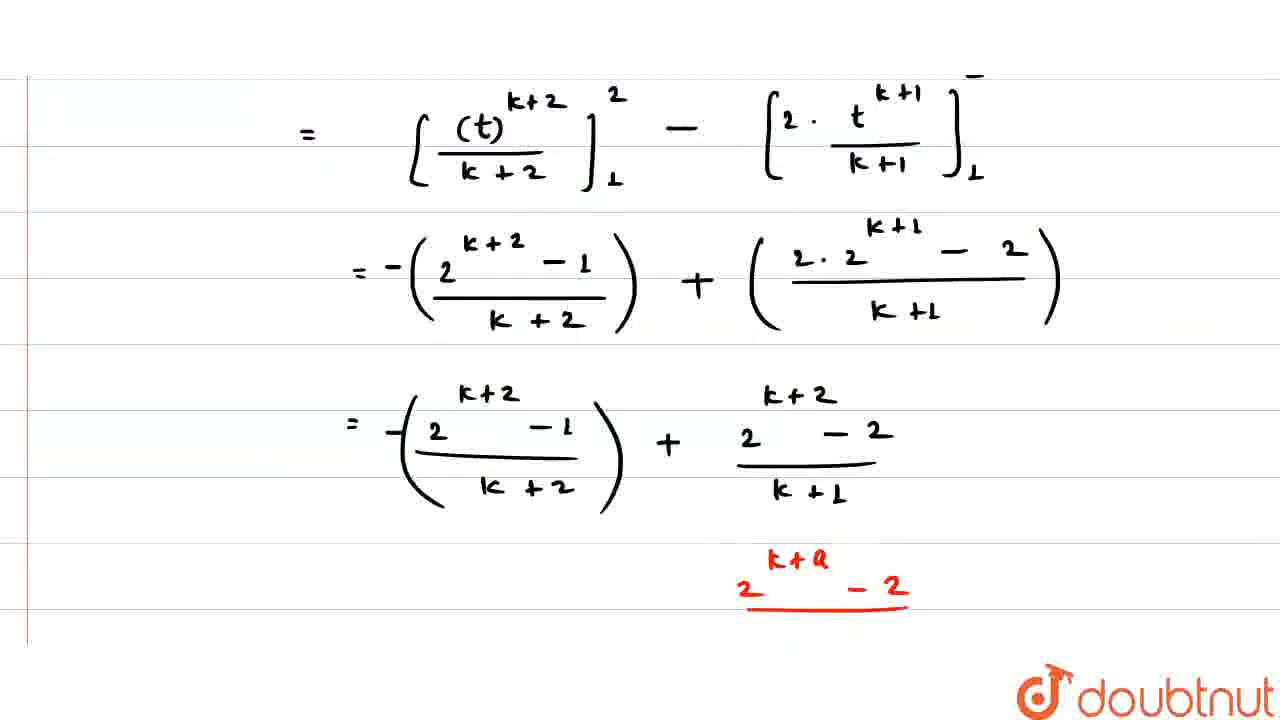 = [ (t)^{k+2} / k+2 ]_1^2 - [ 2 · t^{k+1} / k+1 ]_1
= -( 2^{k+2} - 1 / k+2 ) + ( 2 · 2^{k+1} - 2 / k+1 )
= -( 2^{k+2} - 1 / k+2 ) + 2^{k+2} - 2 / k+1
2^{k+a} - 2
doubtnut